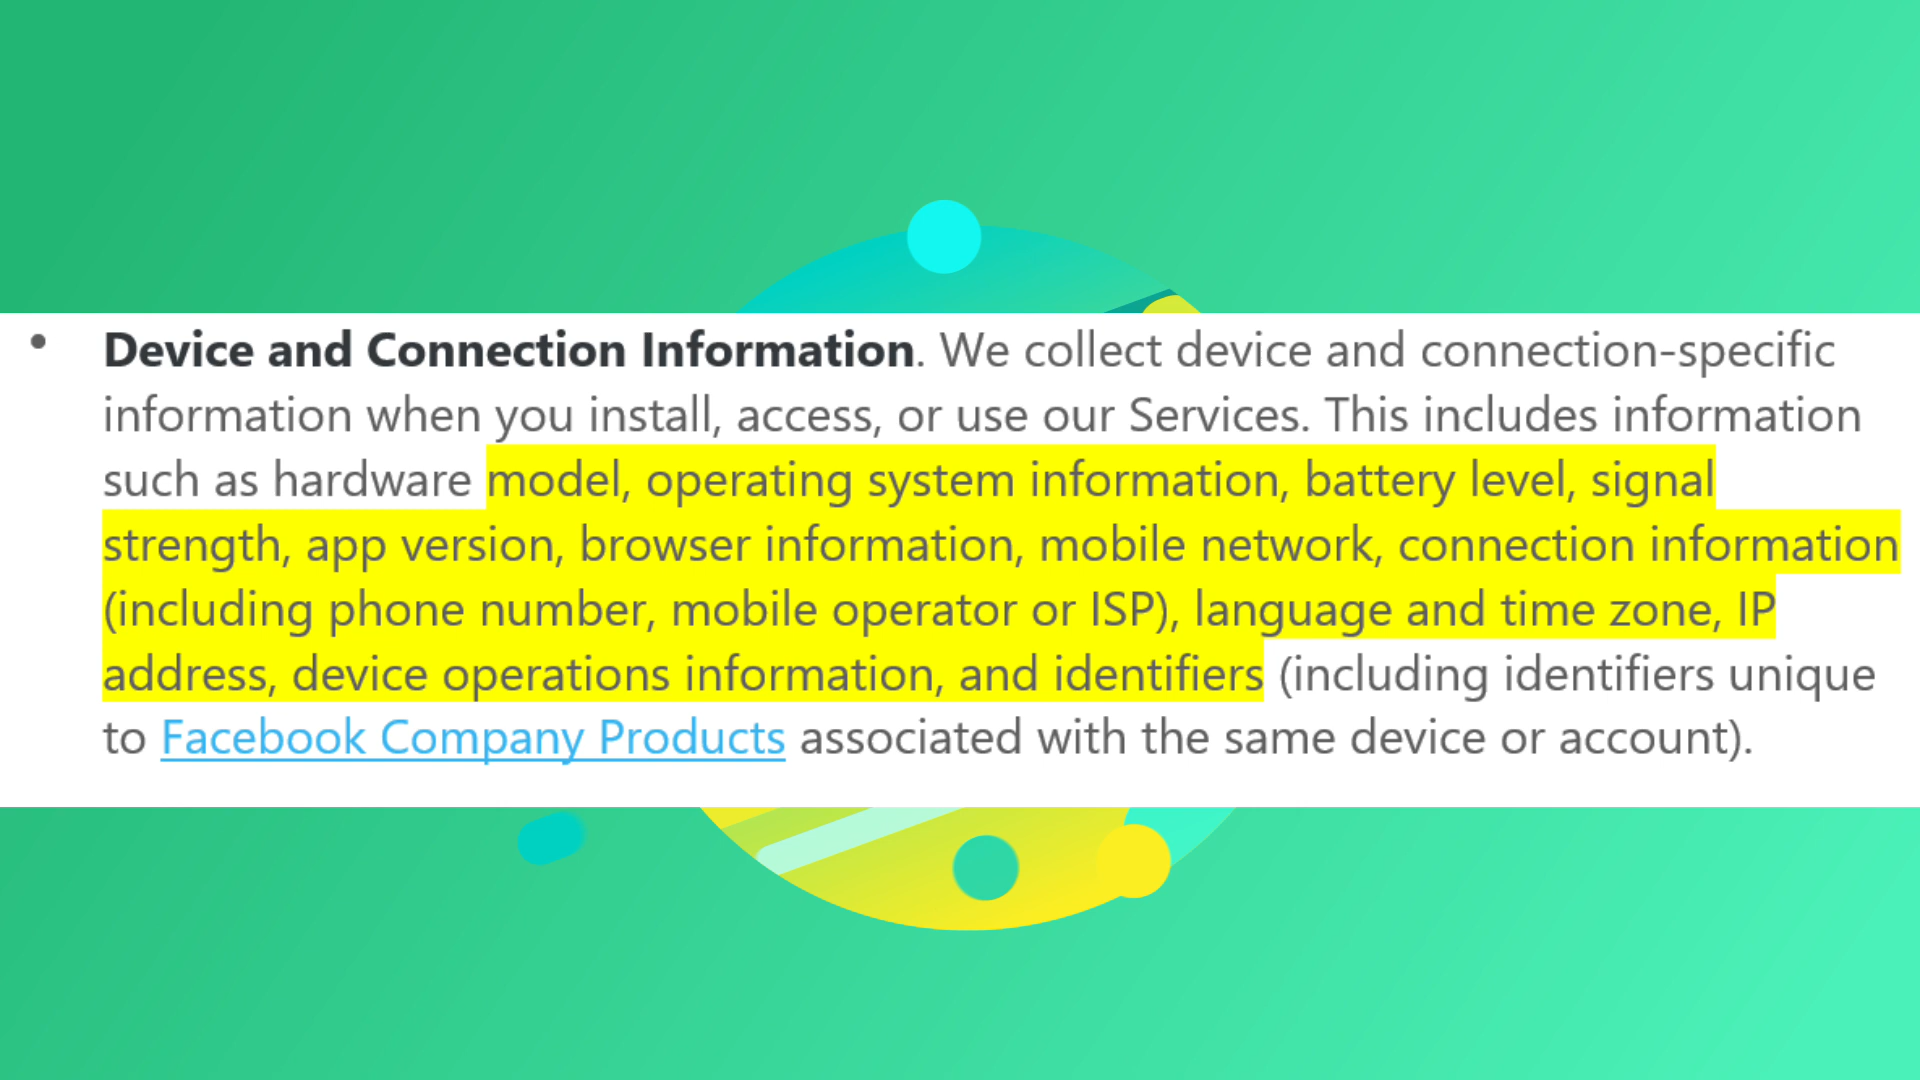 • Device and Connection Information. We collect device and connection-specific
information when you install, access, or use our Services. This includes information
such as hardware model, operating system information, battery level, signal
strength, app version, browser information, mobile network, connection information
(including phone number, mobile operator or ISP), language and time zone, IP
address, device operations information, and identifiers (including identifiers unique
to Facebook Company Products associated with the same device or account).